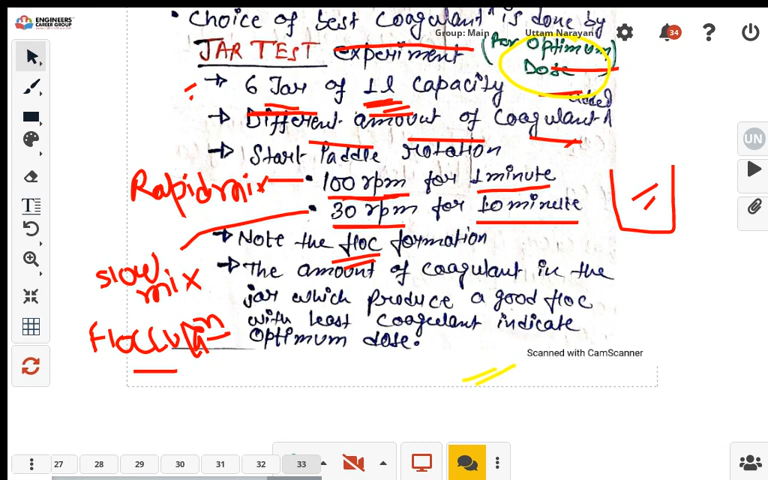 ENGINEERS
CAREER GROUP
• Choice of best Coagulant is done by
Group: Main
Uttam Narayan
34
JAR TEST experiment (for Optimum
Dose)
→ 6 Jar of 1l Capacity
added
→ Different amount of Coagulant ^
→ Start Paddle rotation
Rapid mix
• 100 rpm for 1 minute
• 30 rpm for 10 minute
UN
→ Note the floc formation
slow
mix
→ The amount of coagulant in the
jar which produce a good floc
with least coagulent indicate
optimum dose.
Scanned with CamScanner
27 28 29 30 31 32 33